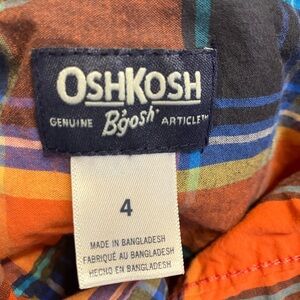 OSHKOSH
GENUINE B'gosh ARTICLE™
4
MADE IN BANGLADESH
FABRIQUÉ AU BANGLADESH
HECHO EN BANGLADESH